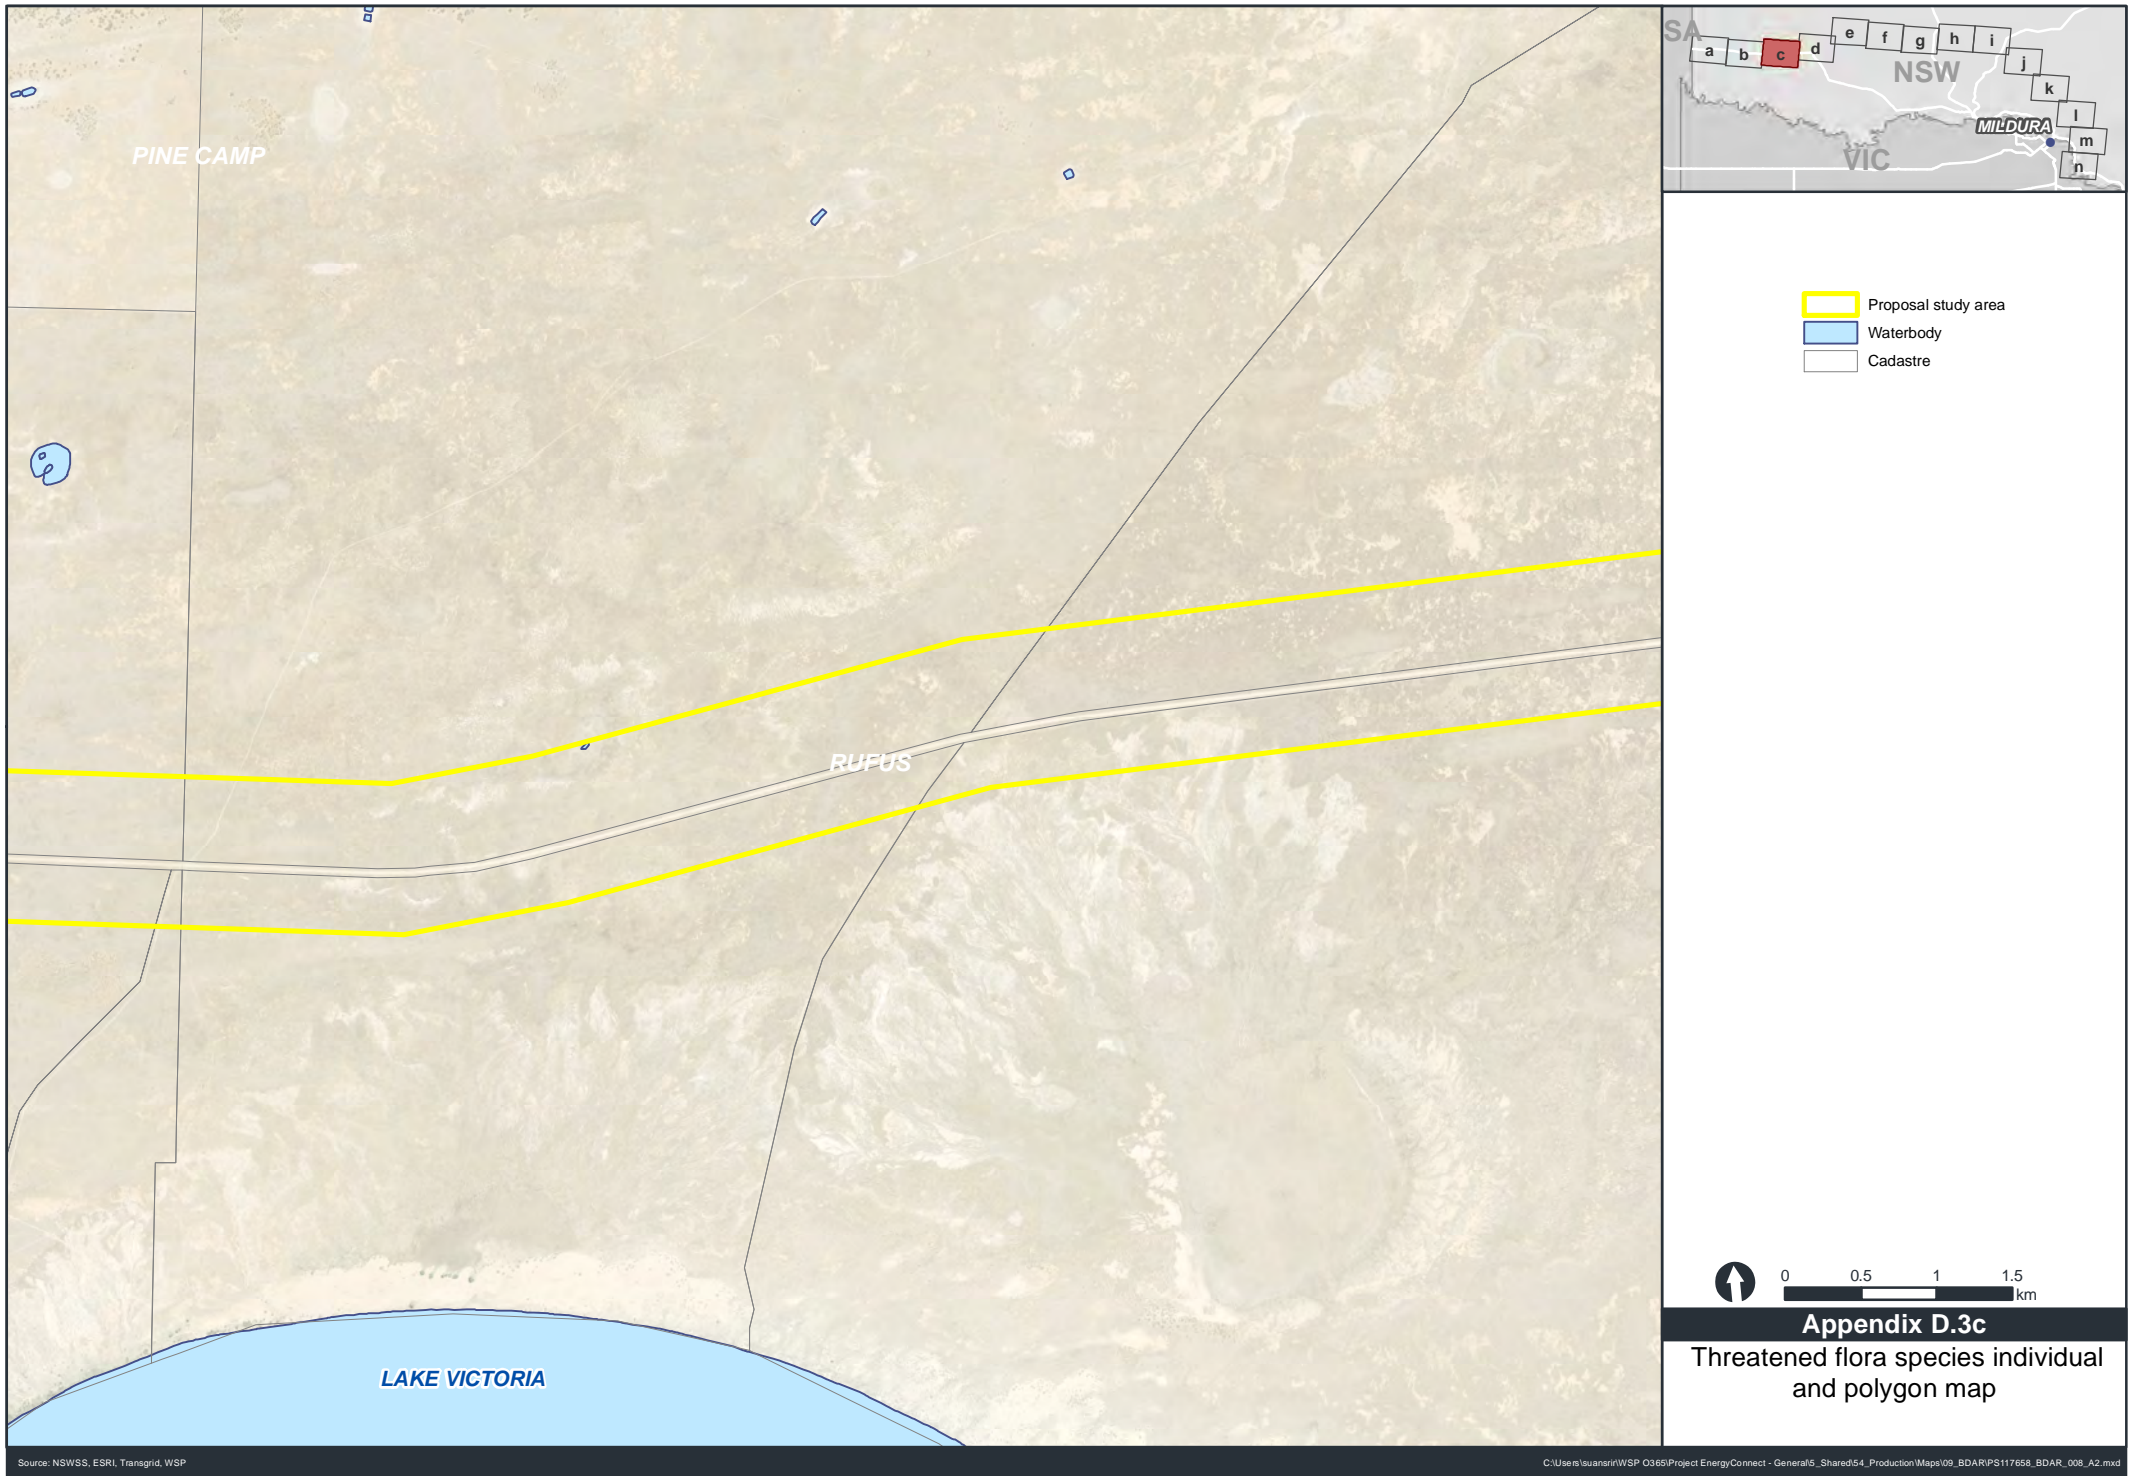 PINE CAMP
RUFUS
LAKE VICTORIA
SA
a
b
c
d
e
f
g
h
i
j
k
l
m
n
NSW
MILDURA
VIC
Proposal study area
Waterbody
Cadastre
0 0.5 1 1.5
km
Appendix D.3c
Threatened flora species individual
and polygon map
Source: NSWSS, ESRI, Transgrid, WSP
C:\Users\suansrir\WSP O365\Project EnergyConnect - General\5_Shared\54_Production\Maps\09_BDAR\PS117658_BDAR_008_A2.mxd